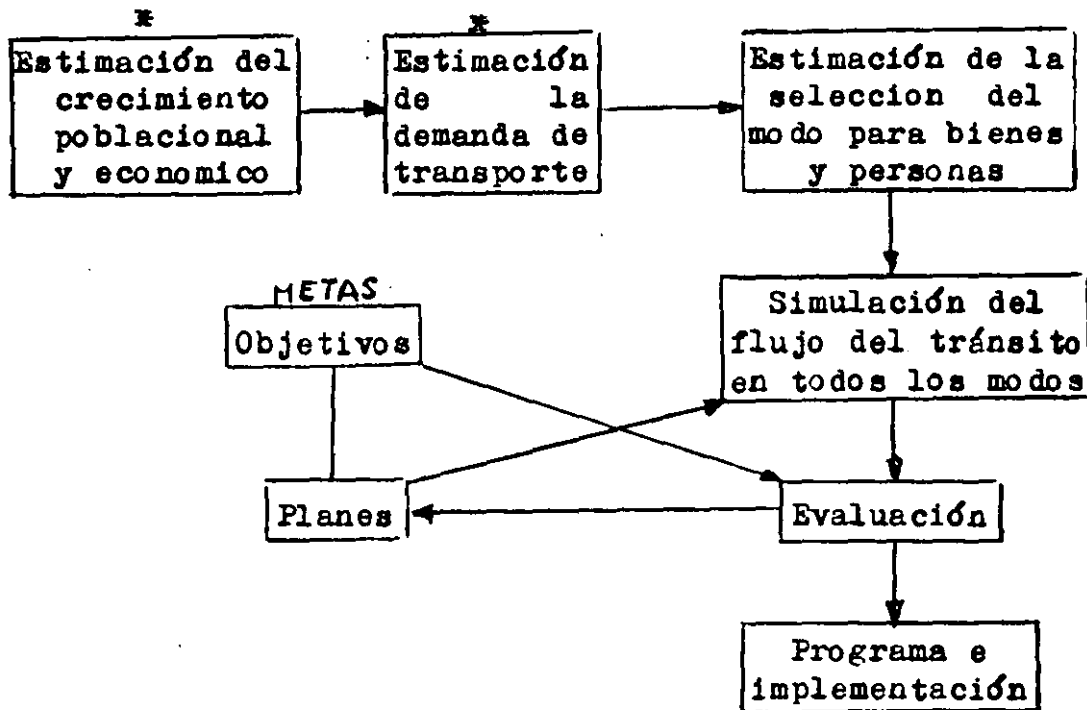 * *
Estimación del
crecimiento
poblacional
y economico
Estimación
de la
demanda de
transporte
Estimación de la
seleccion del
modo para bienes
y personas
Simulación del
flujo del tránsito
en todos los modos
METAS
Objetivos
Planes
Evaluación
Programa e
implementación